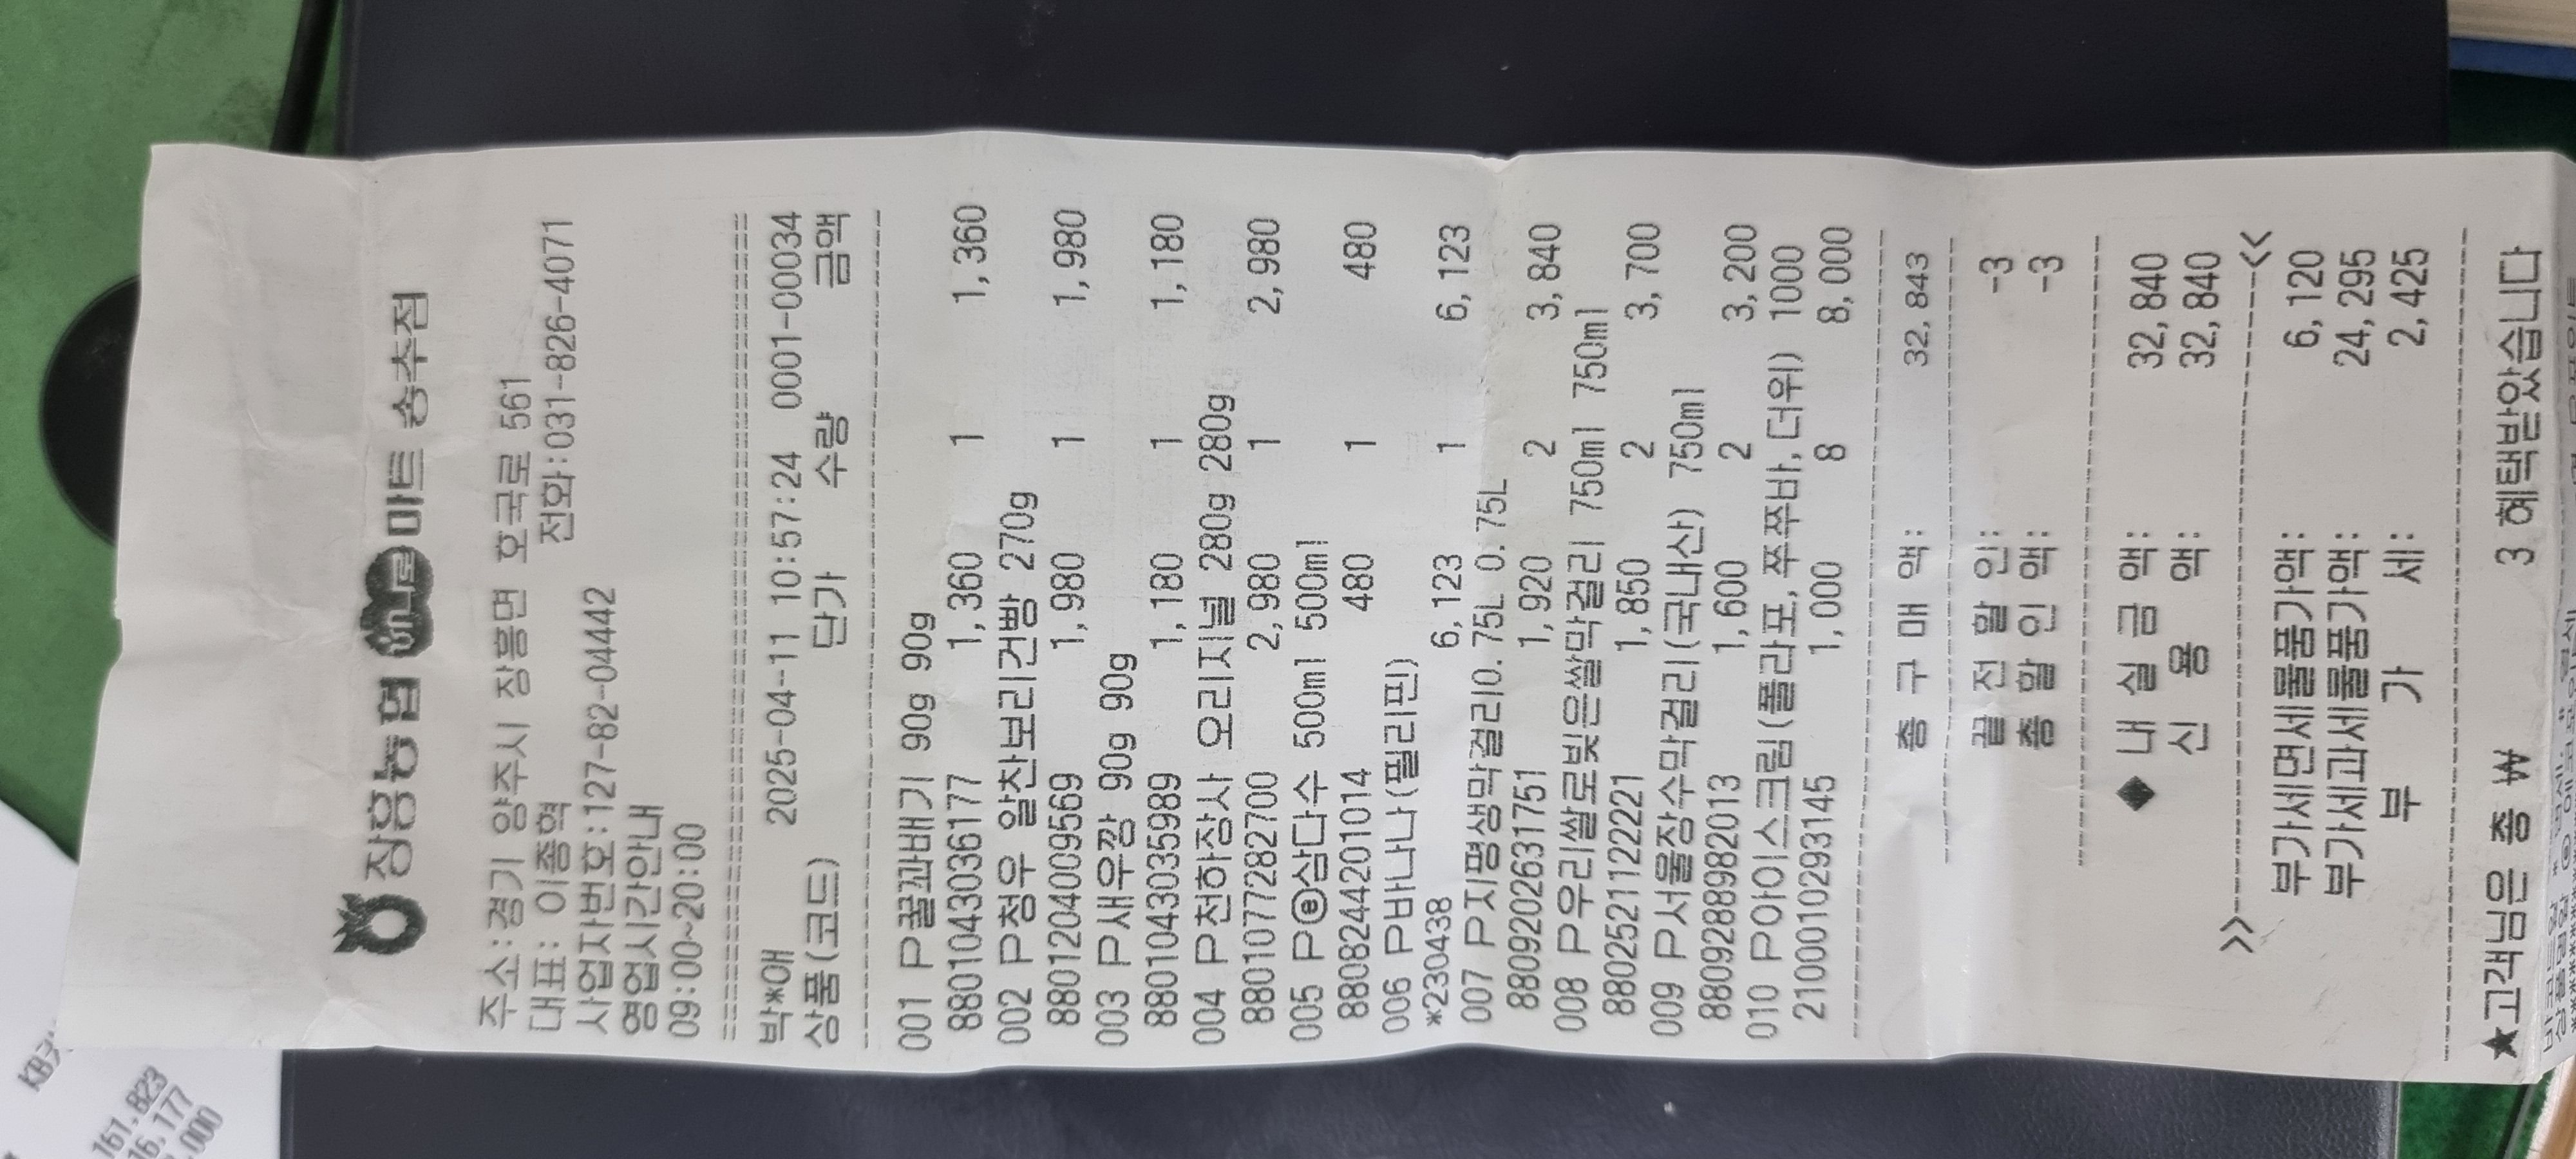 KB
161,823
16,177
,000
장흥농협 하나로 마트 송추점
주소:경기 양주시 장흥면 호국로 561
대표: 이종혁 전화:031-826-4071
사업자번호:127-82-04442
영업시간안내
09:00~20:00
박*애 2025-04-11 10:57:24 0001-00034
상품(코드) 단가 수량 금액
001 P꿀꽈배기 90g 90g
8801043036177 1,360 1 1,360
002 P청우 알찬보리건빵 270g
8801204009569 1,980 1 1,980
003 P새우깡 90g 90g
8801043035989 1,180 1 1,180
004 P천하장사 오리지널 280g 280g
8801077282700 2,980 1 2,980
005 Pⓔ삼다수 500ml 500ml
8808244201014 480 1 480
006 P바나나(필리핀)
*230438 6,123 1 6,123
007 P지평생막걸리0.75L 0.75L
8809202631751 1,920 2 3,840
008 P우리쌀로빚은쌀막걸리 750ml 750ml
8802521122221 1,850 2 3,700
009 P서울장수막걸리(국내산) 750ml
8809288982013 1,600 2 3,200
010 P아이스크림(폴라포,쭈쭈바,더위) 1000
2100010293145 1,000 8 8,000
총 구 매 액: 32,843
끝 전 할 인: -3
총 할 인 액: -3
◆ 내 실 금 액: 32,840
신 용 액: 32,840
>>--------------------<<
부가세면세물품가액: 6,120
부가세과세물품가액: 24,295
부 가 세: 2,425
★고객님은 총 ₩ 3 혜택받았습니다